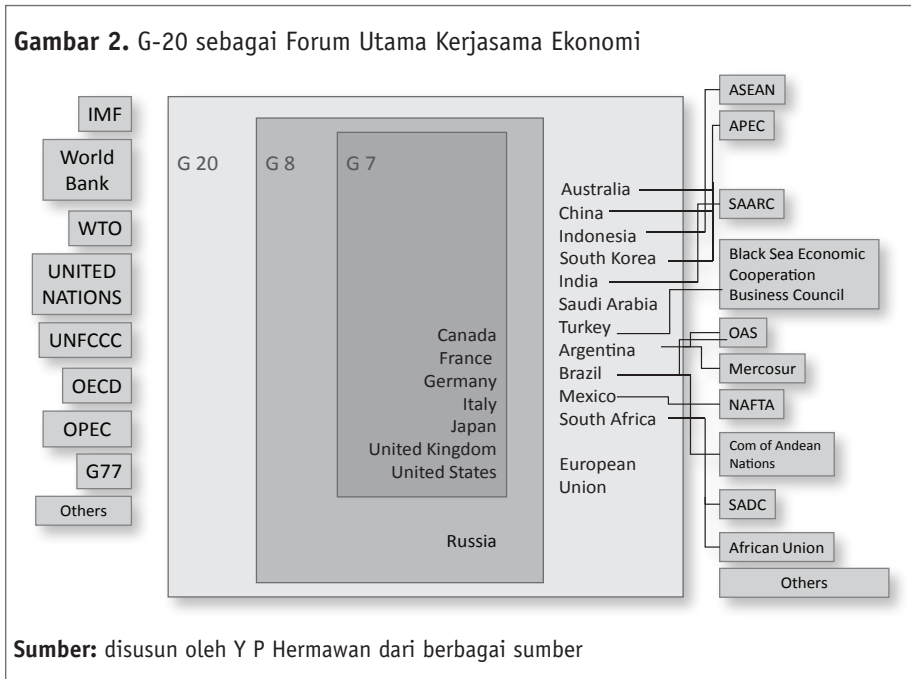 Gambar 2. G-20 sebagai Forum Utama Kerjasama Ekonomi
IMF
World
Bank
WTO
UNITED
NATIONS
UNFCCC
OECD
OPEC
G77
Others
G 20
G 8
G 7
Canada
France
Germany
Italy
Japan
United Kingdom
United States
Russia
Australia
China
Indonesia
South Korea
India
Saudi Arabia
Turkey
Argentina
Brazil
Mexico
South Africa
European
Union
ASEAN
APEC
SAARC
Black Sea Economic
Cooperation
Business Council
OAS
Mercosur
NAFTA
Com of Andean
Nations
SADC
African Union
Others
Sumber: disusun oleh Y P Hermawan dari berbagai sumber